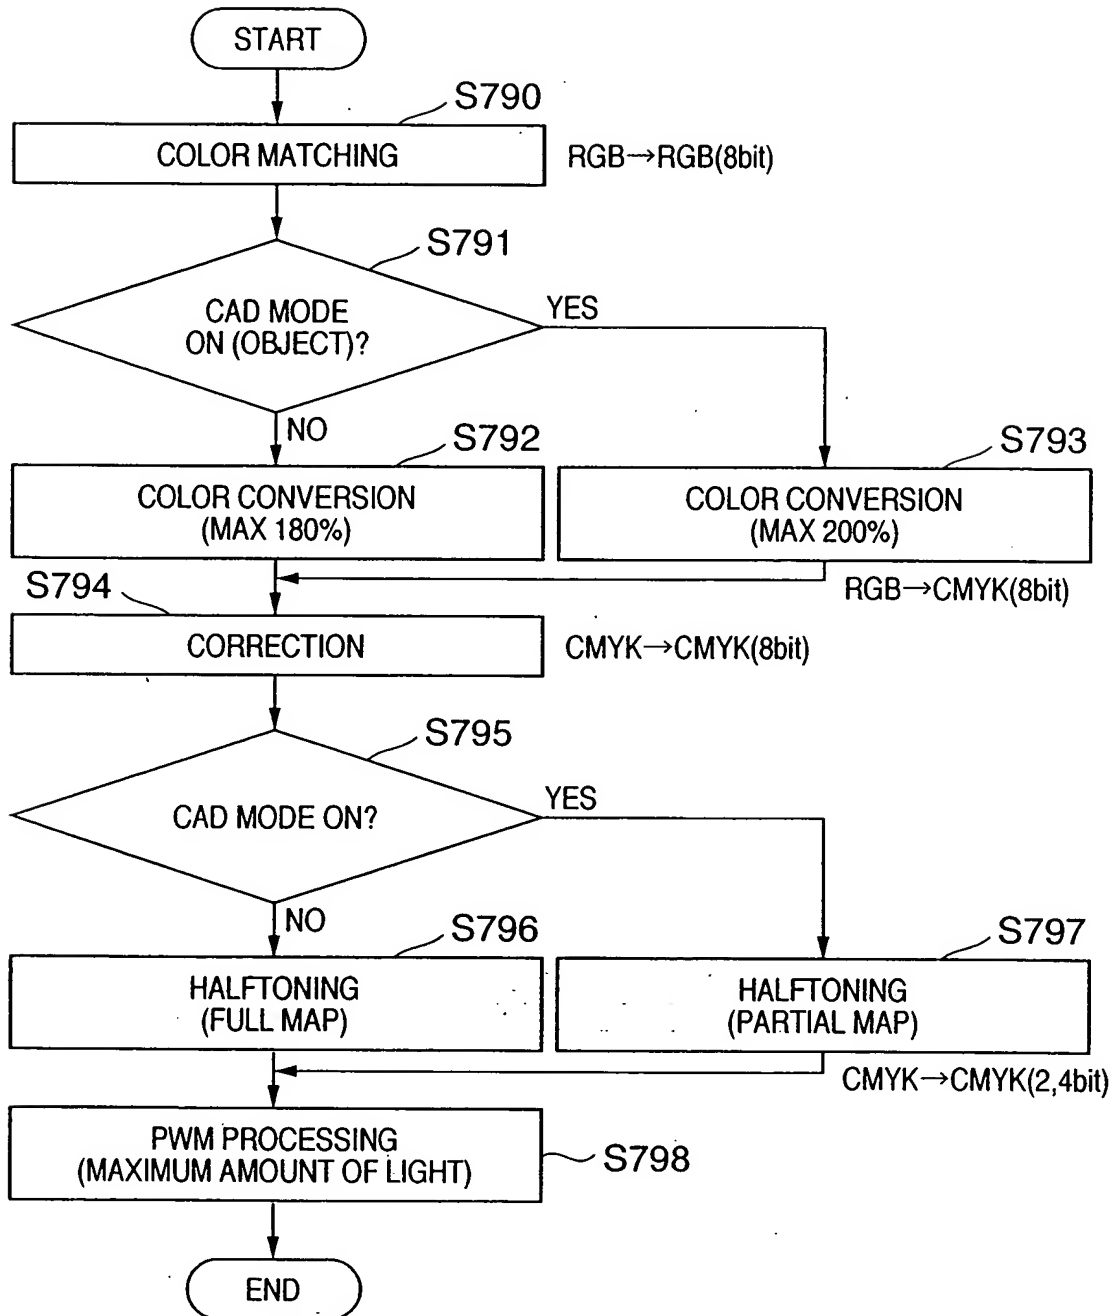 START
S790
COLOR MATCHING
RGB→RGB(8bit)
S791
CAD MODE
ON (OBJECT)?
YES
NO
S792
COLOR CONVERSION
(MAX 180%)
S793
COLOR CONVERSION
(MAX 200%)
RGB→CMYK(8bit)
S794
CORRECTION
CMYK→CMYK(8bit)
S795
CAD MODE ON?
YES
NO
S796
HALFTONING
(FULL MAP)
S797
HALFTONING
(PARTIAL MAP)
CMYK→CMYK(2,4bit)
PWM PROCESSING
(MAXIMUM AMOUNT OF LIGHT)
S798
END